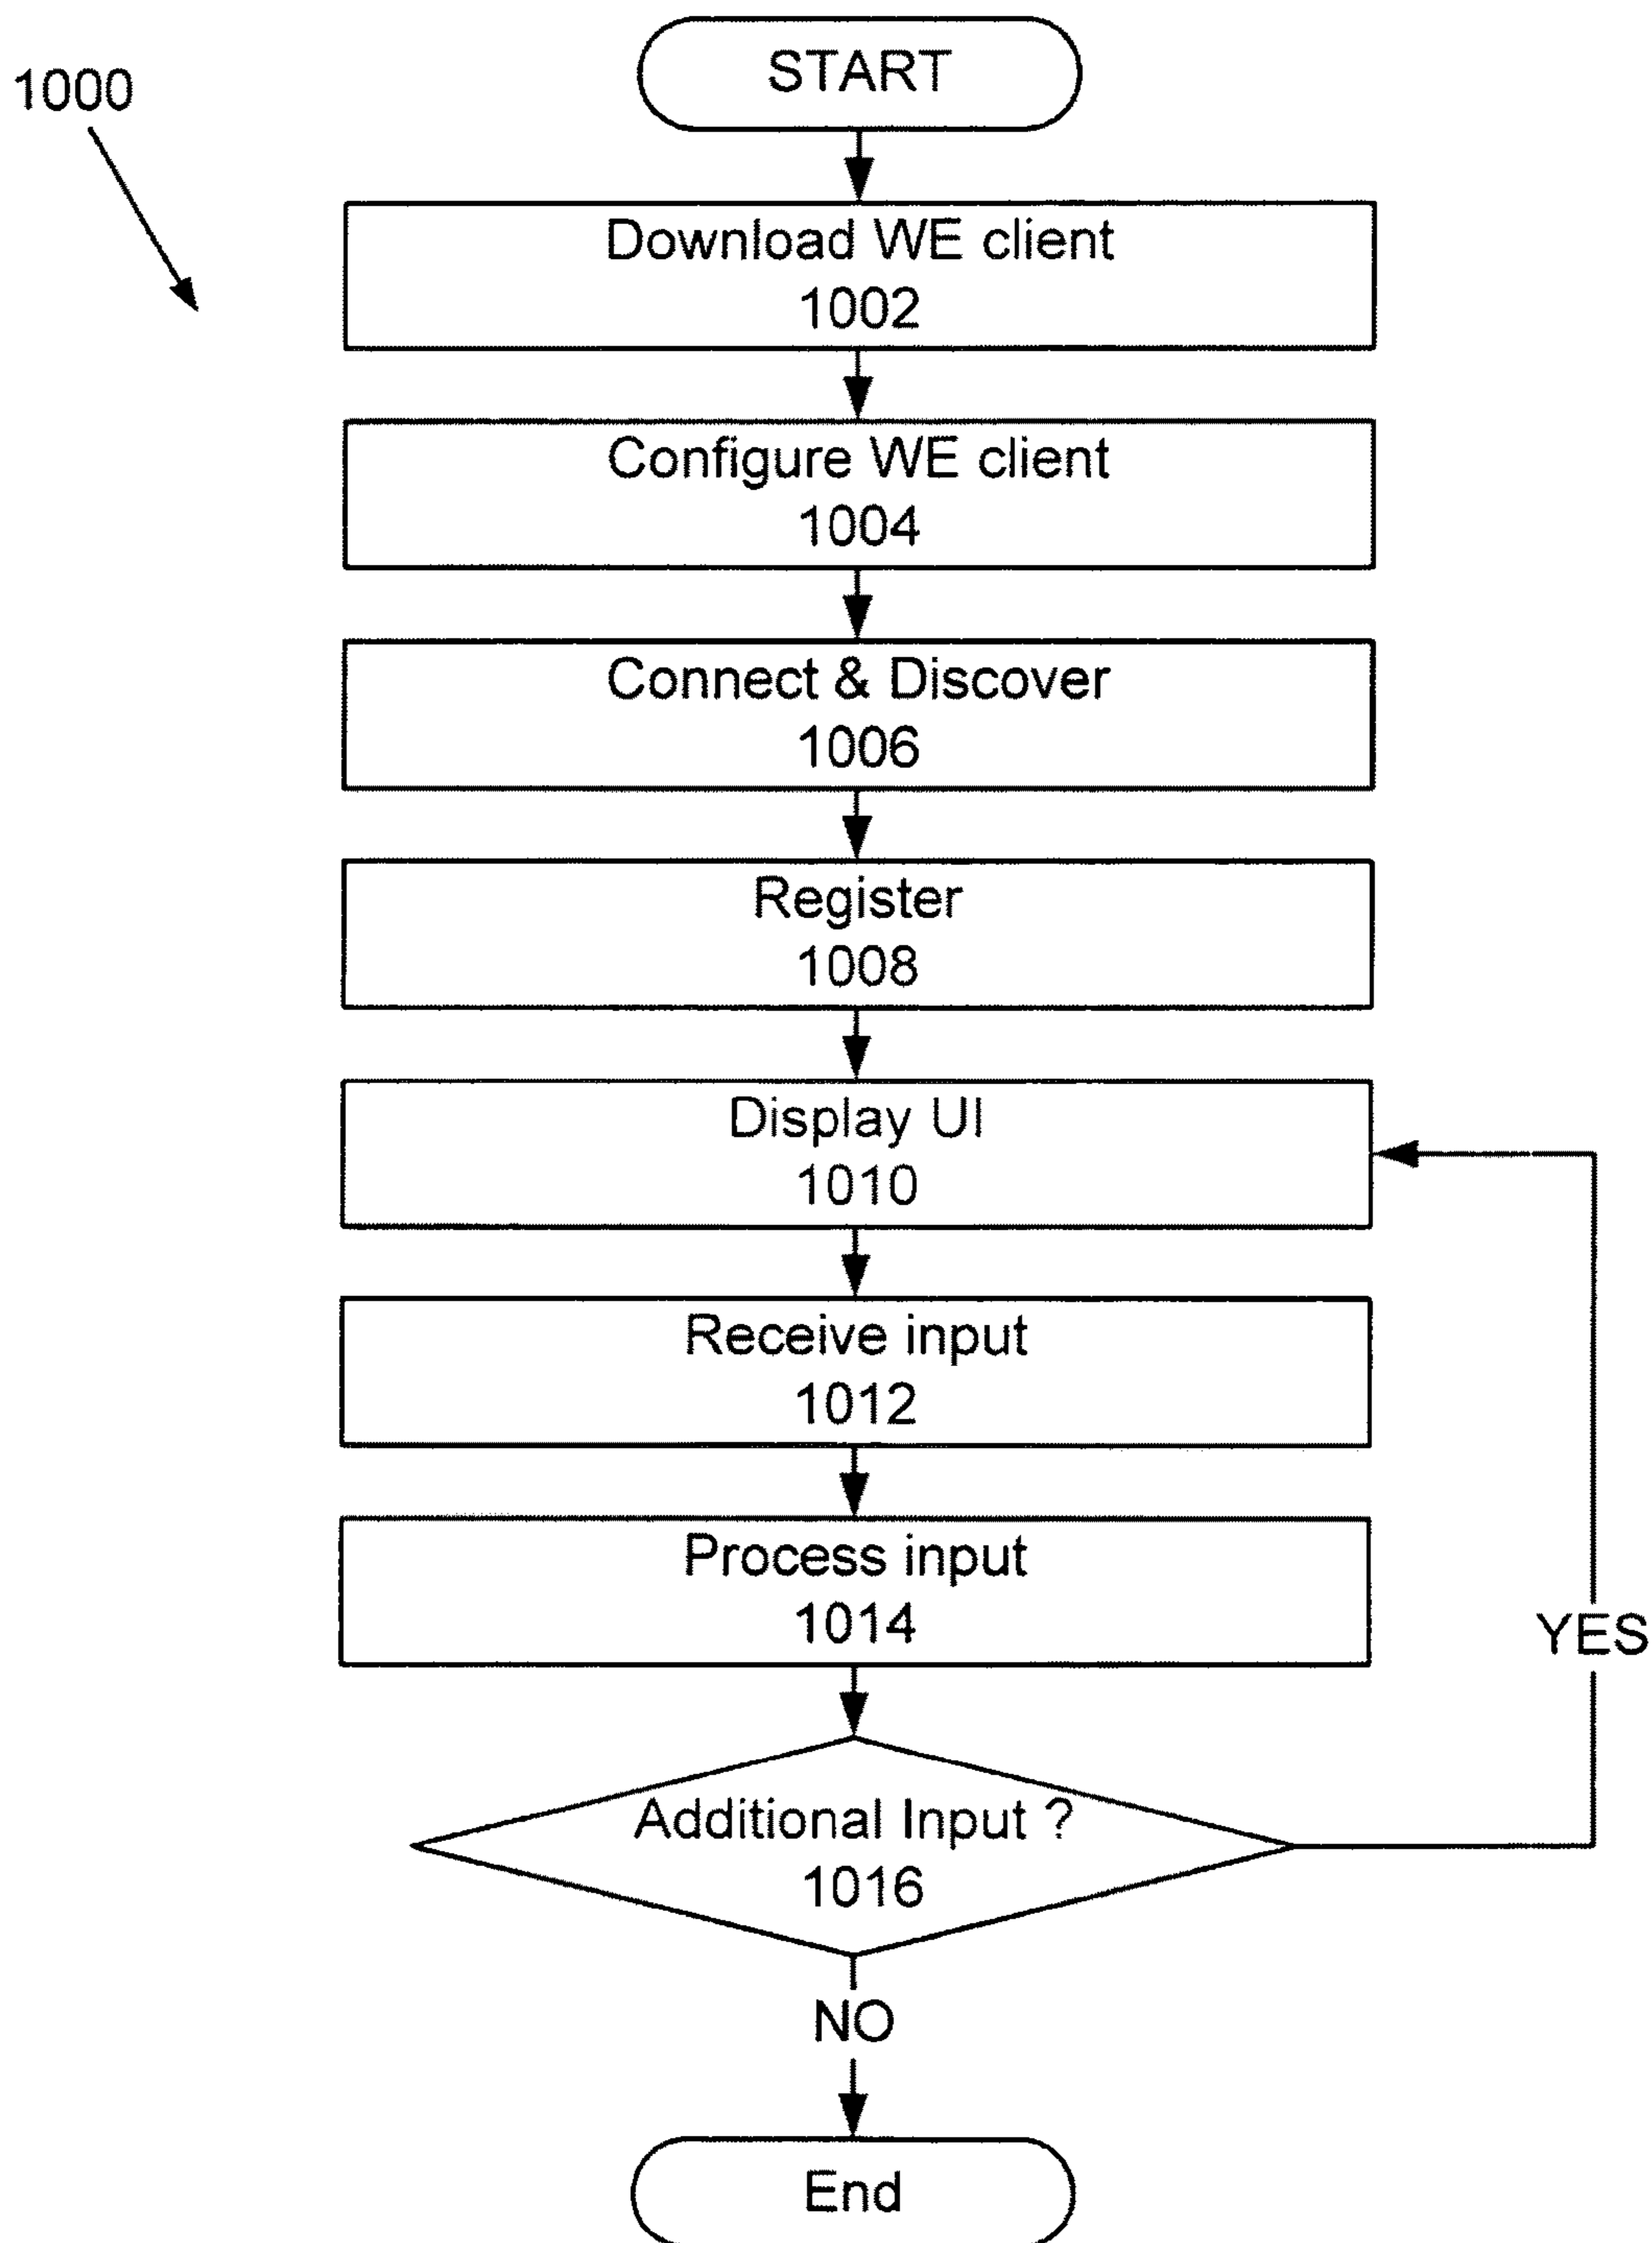 START
1000
Download WE client
1002
Configure WE client
1004
Connect & Discover
1006
Register
1008
Display UI
1010
Receive input
1012
Process input
1014
YES
Additional Input ?
1016
NO
End